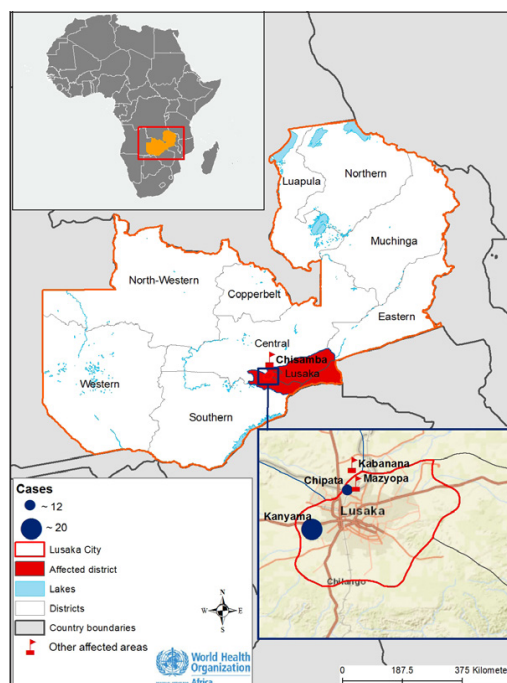 Luapula
Northern
Muchinga
North-Western
Copperbelt
Eastern
Central
Chisamba
Lusaka
Western
Southern
Kabanana
Chipata
Mazyopa
Lusaka
Kanyama
Chilango
Cases
~ 12
~ 20
Lusaka City
Affected district
Lakes
Districts
Country boundaries
Other affected areas
N
W
E
S
World Health
Organization
Africa
0 187.5 375 Kilomete